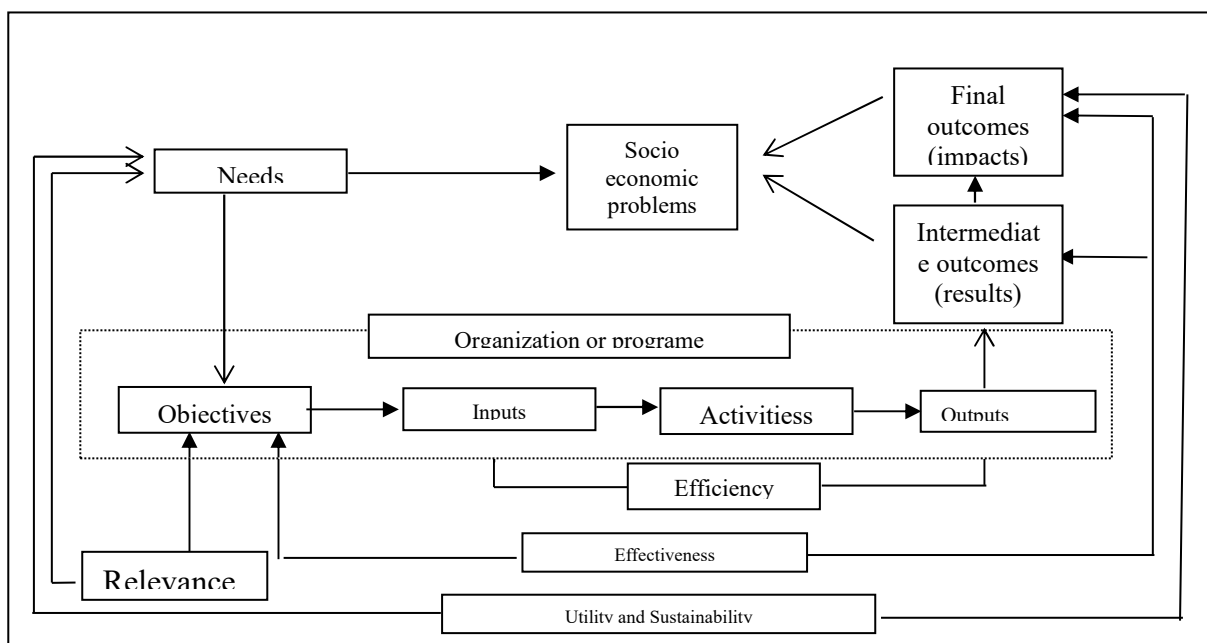 Final
outcomes
(impacts)
Socio
economic
problems
Needs
Intermediat
e outcomes
(results)
Organization or programe
Objectives
Inputs
Activitiess
Outputs
Efficiency
Effectiveness
Relevance
Utility and Sustainability